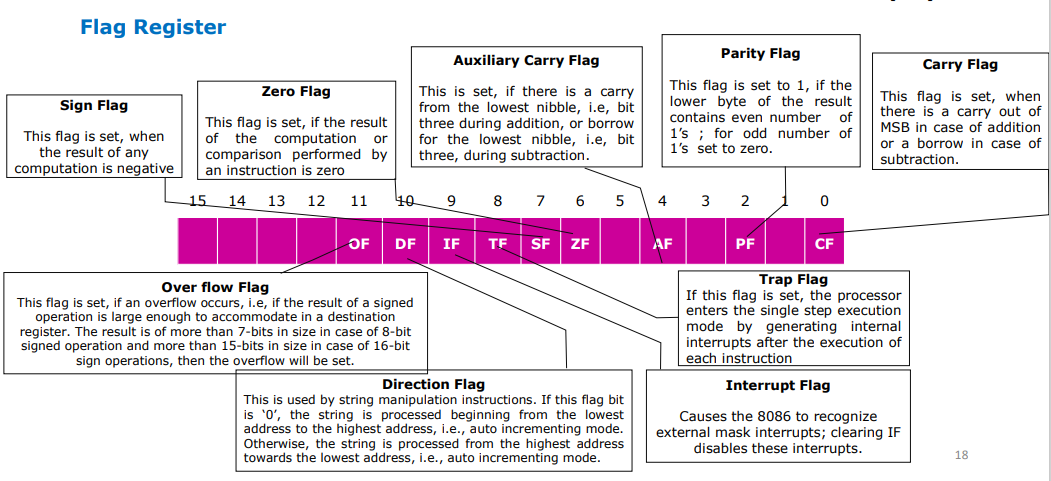 Flag Register
Sign Flag
This flag is set, when
the result of any
computation is negative
Zero Flag
This flag is set, if the result
of the computation or
comparison performed by
an instruction is zero
Auxiliary Carry Flag
This is set, if there is a carry
from the lowest nibble, i.e, bit
three during addition, or borrow
for the lowest nibble, i.e, bit
three, during subtraction.
Parity Flag
This flag is set to 1, if the
lower byte of the result
contains even number of
1's ; for odd number of
1's set to zero.
Carry Flag
This flag is set, when
there is a carry out of
MSB in case of addition
or a borrow in case of
subtraction.
15 14 13 12 11 10 9 8 7 6 5 4 3 2 1 0
OF DF IF TF SF ZF AF PF CF
Over flow Flag
This flag is set, if an overflow occurs, i.e, if the result of a signed
operation is large enough to accommodate in a destination
register. The result is of more than 7-bits in size in case of 8-bit
signed operation and more than 15-bits in size in case of 16-bit
sign operations, then the overflow will be set.
Trap Flag
If this flag is set, the processor
enters the single step execution
mode by generating internal
interrupts after the execution of
each instruction
Direction Flag
This is used by string manipulation instructions. If this flag bit
is ‘0’, the string is processed beginning from the lowest
address to the highest address, i.e., auto incrementing mode.
Otherwise, the string is processed from the highest address
towards the lowest address, i.e., auto incrementing mode.
Interrupt Flag
Causes the 8086 to recognize
external mask interrupts; clearing IF
disables these interrupts.
18